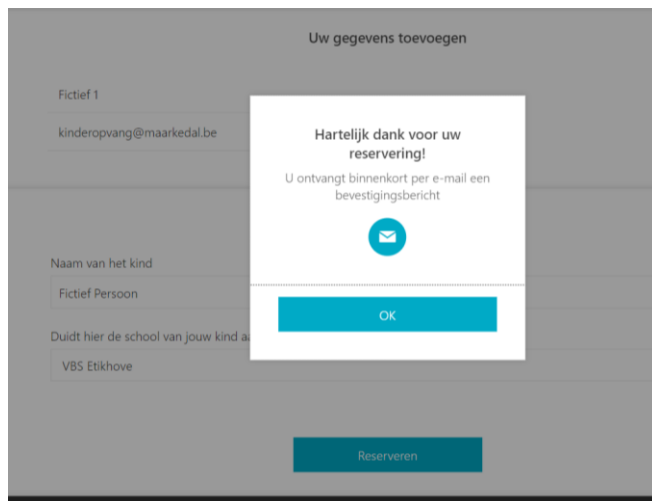 Uw gegevens toevoegen
Fictief 1
kinderopvang@maarkedal.be
Hartelijk dank voor uw
reservering!
U ontvangt binnenkort per e-mail een
bevestigingsbericht
OK
Naam van het kind
Fictief Persoon
Duidt hier de school van jouw kind
VBS Etikhove
Reserveren